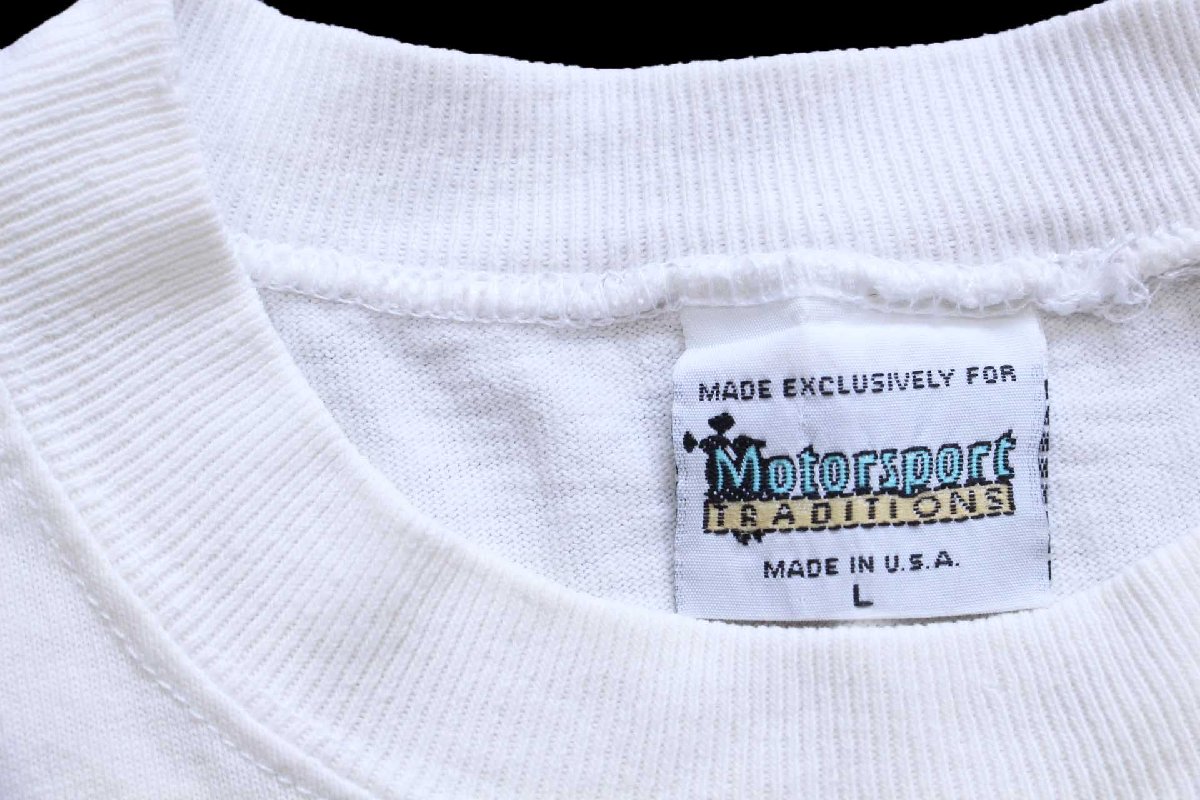 MADE EXCLUSIVELY FOR
Motorsport
TRADITIONS
MADE IN U.S.A.
L